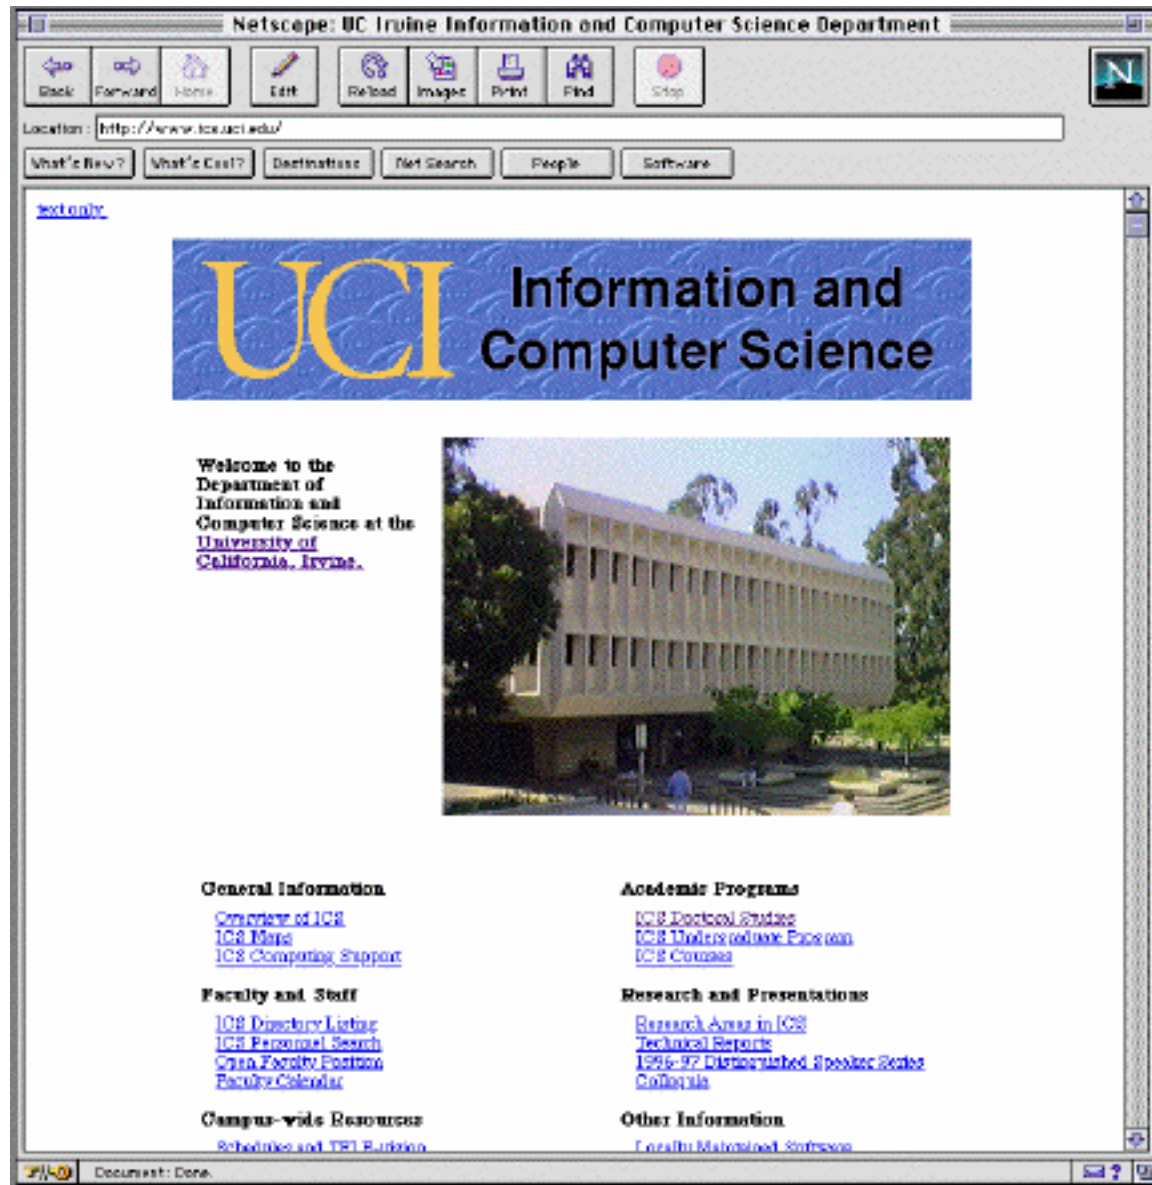 Netscape: UC Irvine Information and Computer Science Department
Back Forward Home Edit Reload Images Print Find Stop
N
Location: http://www.ics.uci.edu/
What's New? What's Cool? Destinations Net Search People Software
text only
UCI Information and
Computer Science
Welcome to the
Department of
Information and
Computer Science at the
University of
California, Irvine.
General Information
Overview of ICS
ICS Maps
ICS Computing Support
Faculty and Staff
ICS Directory Listing
ICS Personnel Search
Open Faculty Position
Faculty Calendar
Campus-wide Resources
Schedules and
Academic Programs
ICS Doctoral Studies
ICS Undergraduate Program
ICS Courses
Research and Presentations
Research Areas in ICS
Technical Reports
1996-97 Distinguished Speaker Series
Colloquia
Other Information
Locally Maintained Software
Document: Done.
?